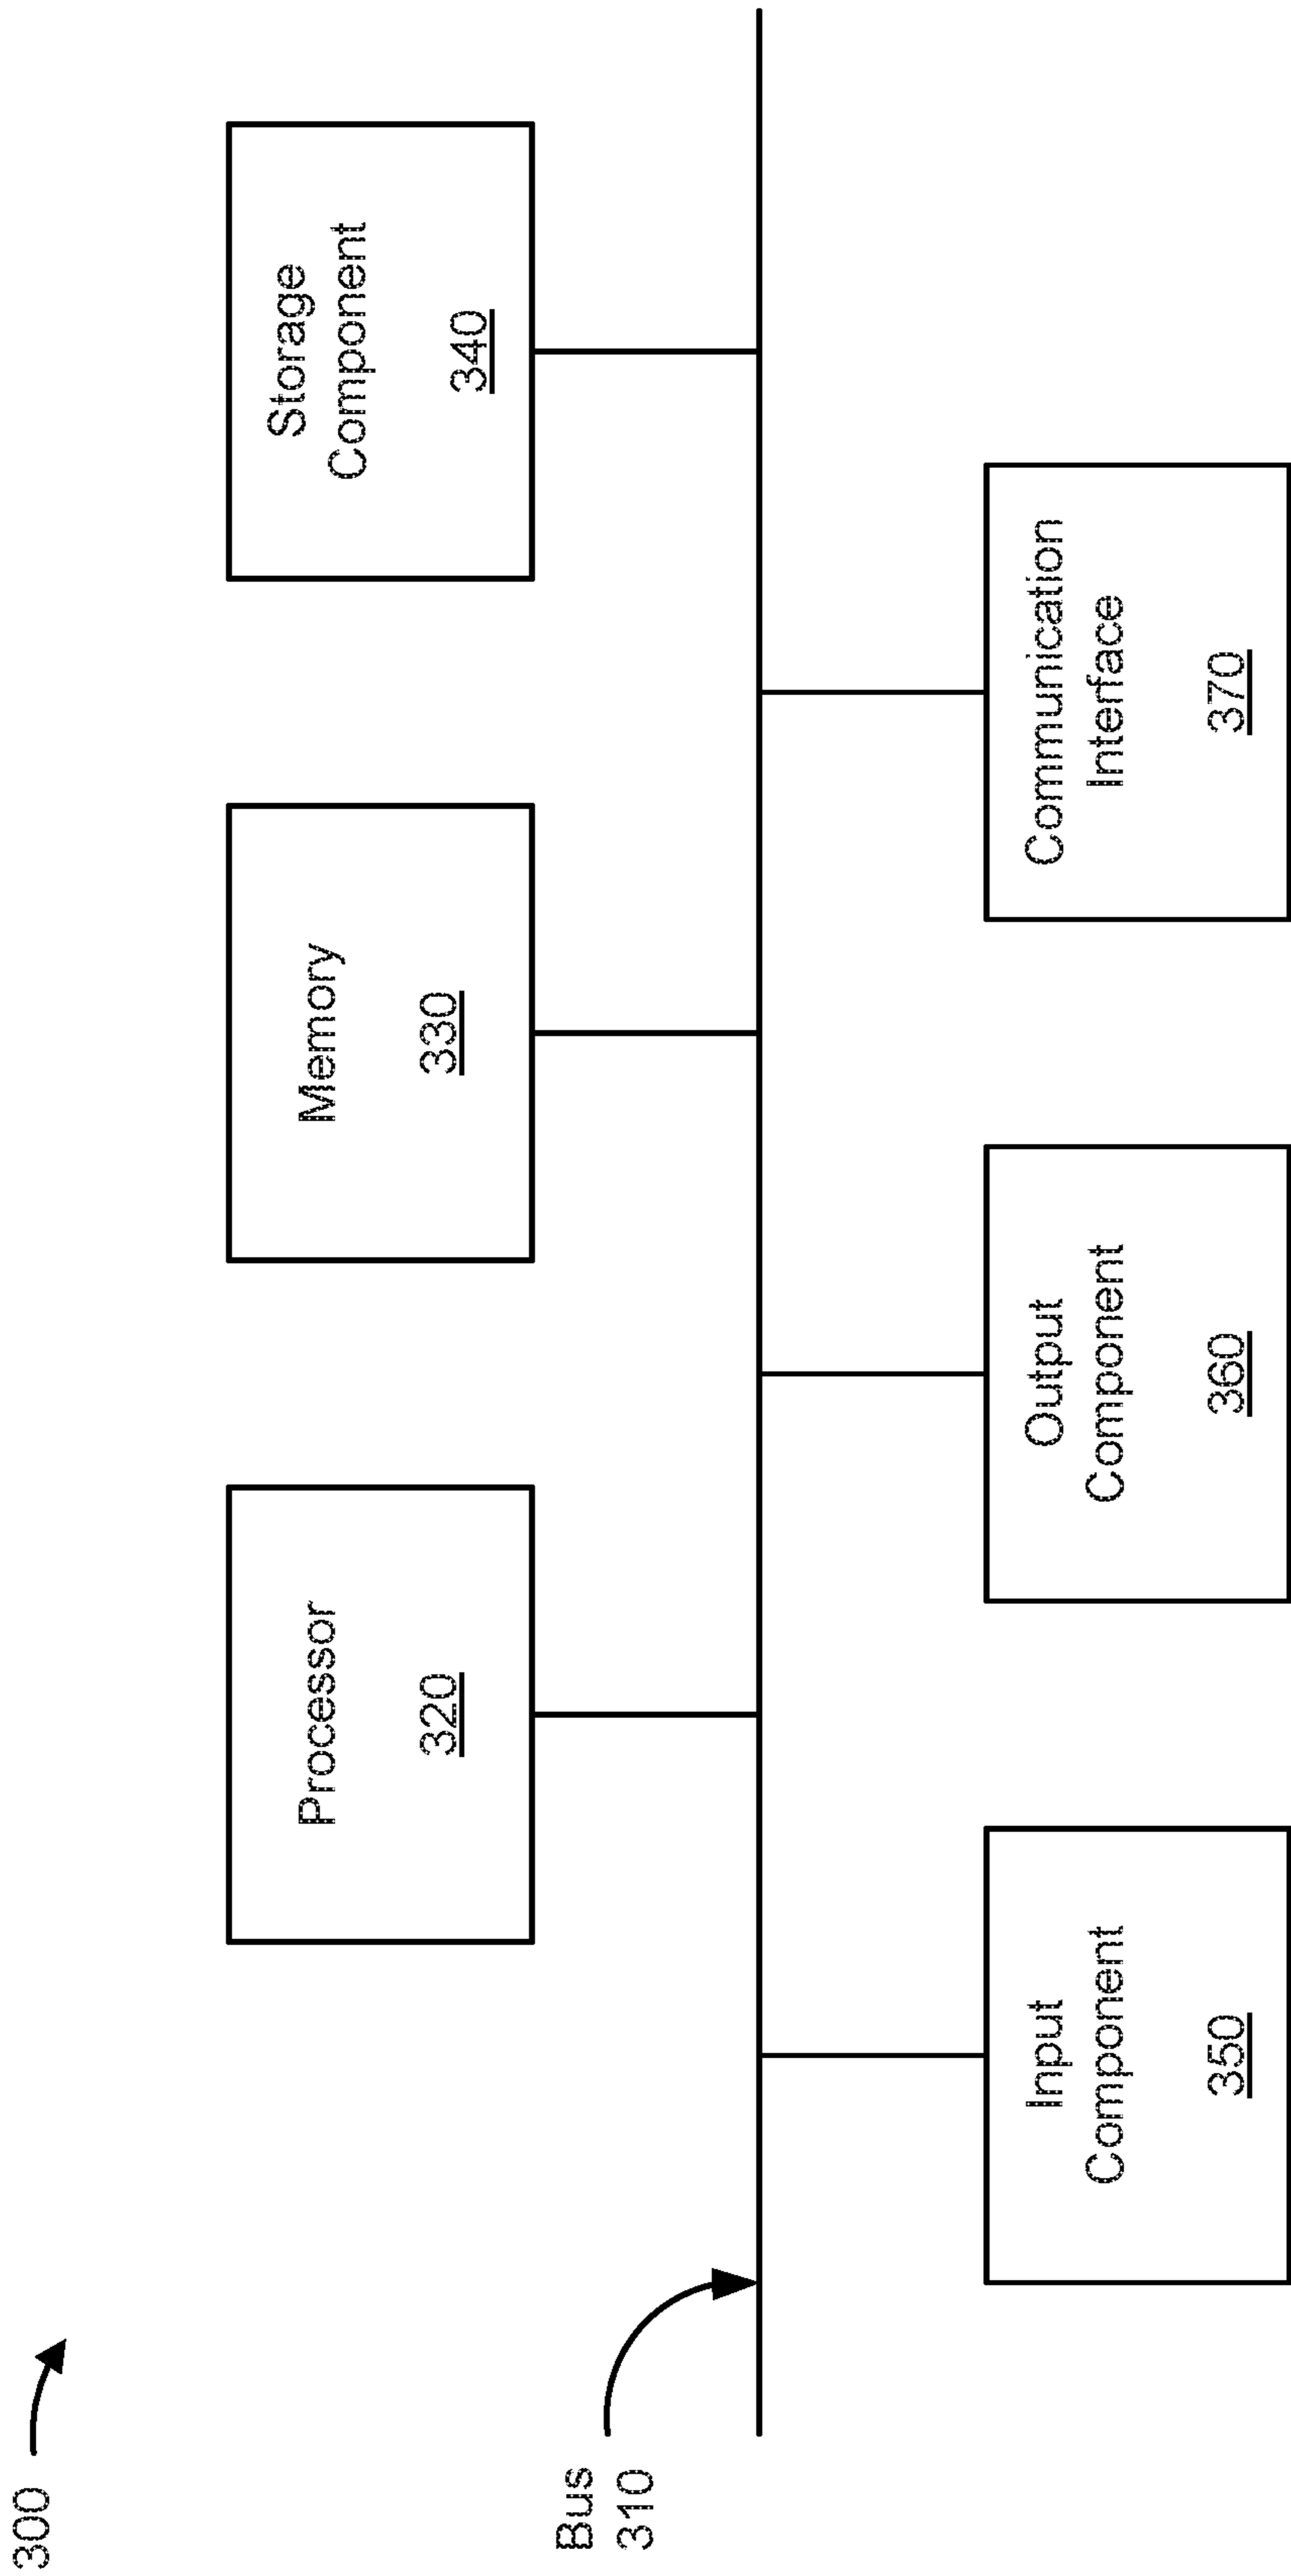 300
Processor
320
Memory
330
Storage
Component
340
Bus
310
Input
Component
350
Output
Component
360
Communication
Interface
370